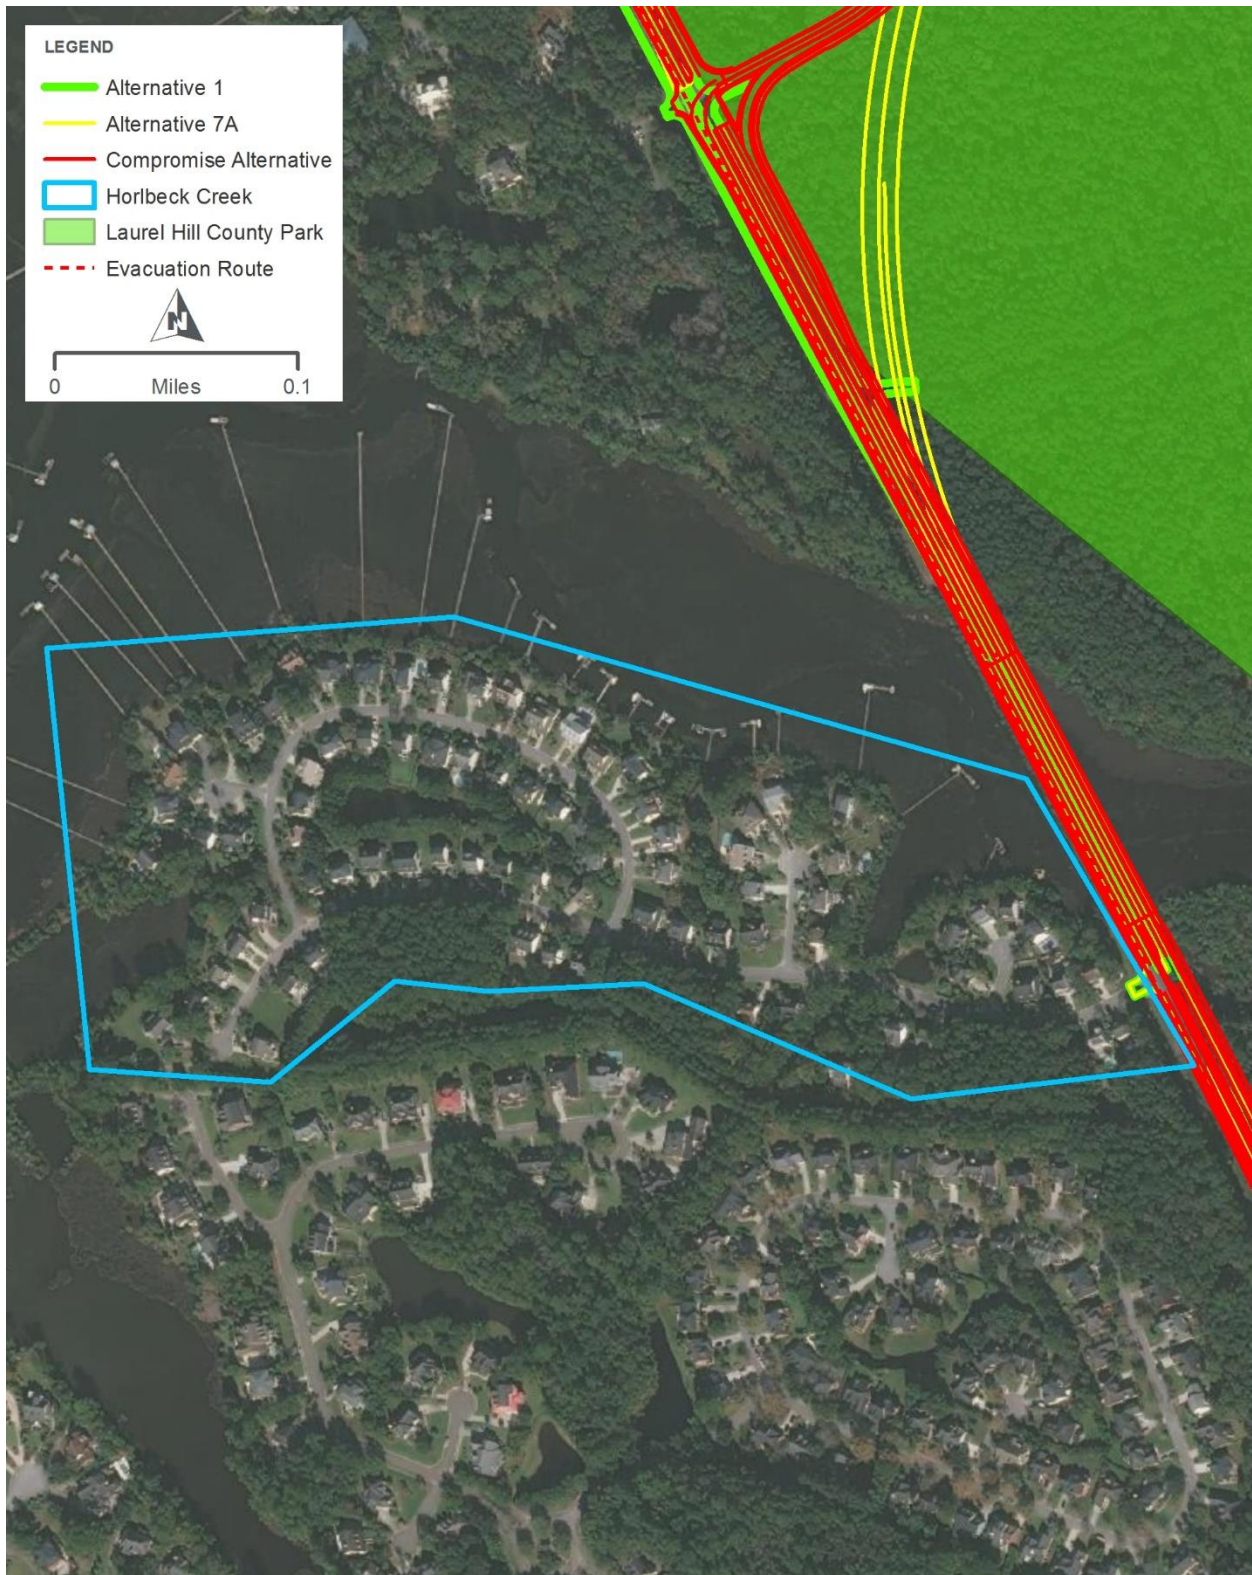 LEGEND
Alternative 1
Alternative 7A
Compromise Alternative
Horlbeck Creek
Laurel Hill County Park
Evacuation Route
N
0 Miles 0.1